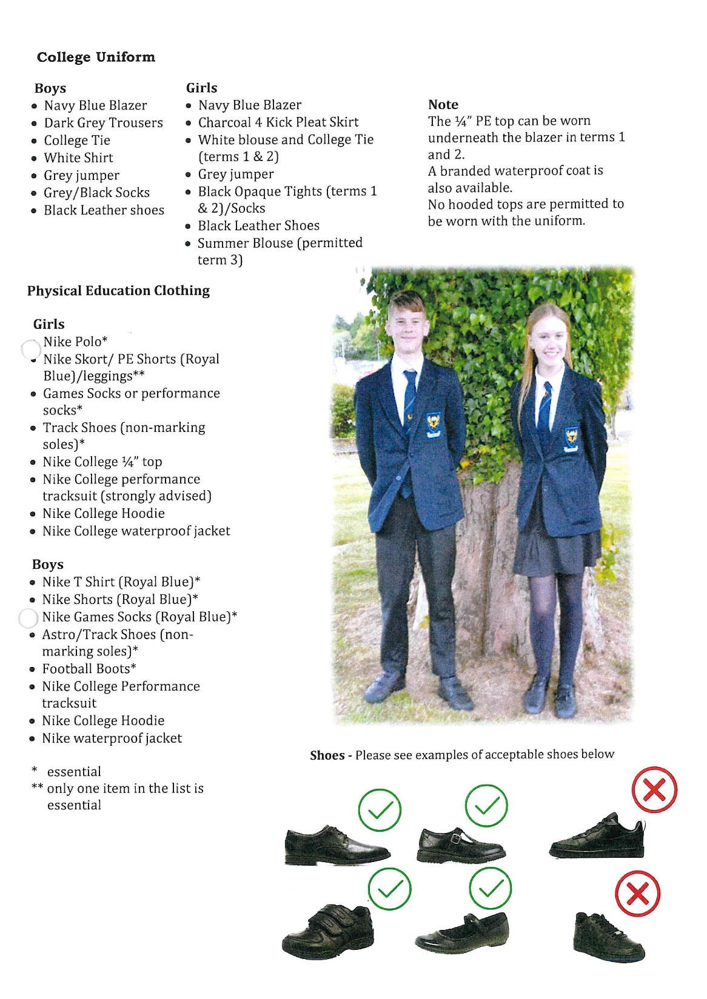 College Uniform
Boys
• Navy Blue Blazer
• Dark Grey Trousers
• College Tie
• White Shirt
• Grey jumper
• Grey/Black Socks
• Black Leather shoes
Girls
• Navy Blue Blazer
• Charcoal 4 Kick Pleat Skirt
• White blouse and College Tie
(terms 1 & 2)
• Grey jumper
• Black Opaque Tights (terms 1
& 2)/Socks
• Black Leather Shoes
• Summer Blouse (permitted
term 3)
Note
The ¼” PE top can be worn
underneath the blazer in terms 1
and 2.
A branded waterproof coat is
also available.
No hooded tops are permitted to
be worn with the uniform.
Physical Education Clothing
Girls
Nike Polo*
• Nike Skort/ PE Shorts (Royal
Blue)/leggings**
• Games Socks or performance
socks*
• Track Shoes (non-marking
soles)*
• Nike College ¼” top
• Nike College performance
tracksuit (strongly advised)
• Nike College Hoodie
• Nike College waterproof jacket
Boys
• Nike T Shirt (Royal Blue)*
• Nike Shorts (Royal Blue)*
Nike Games Socks (Royal Blue)*
• Astro/Track Shoes (non-
marking soles)*
• Football Boots*
• Nike College Performance
tracksuit
• Nike College Hoodie
• Nike waterproof jacket
* essential
** only one item in the list is
essential
Shoes - Please see examples of acceptable shoes below